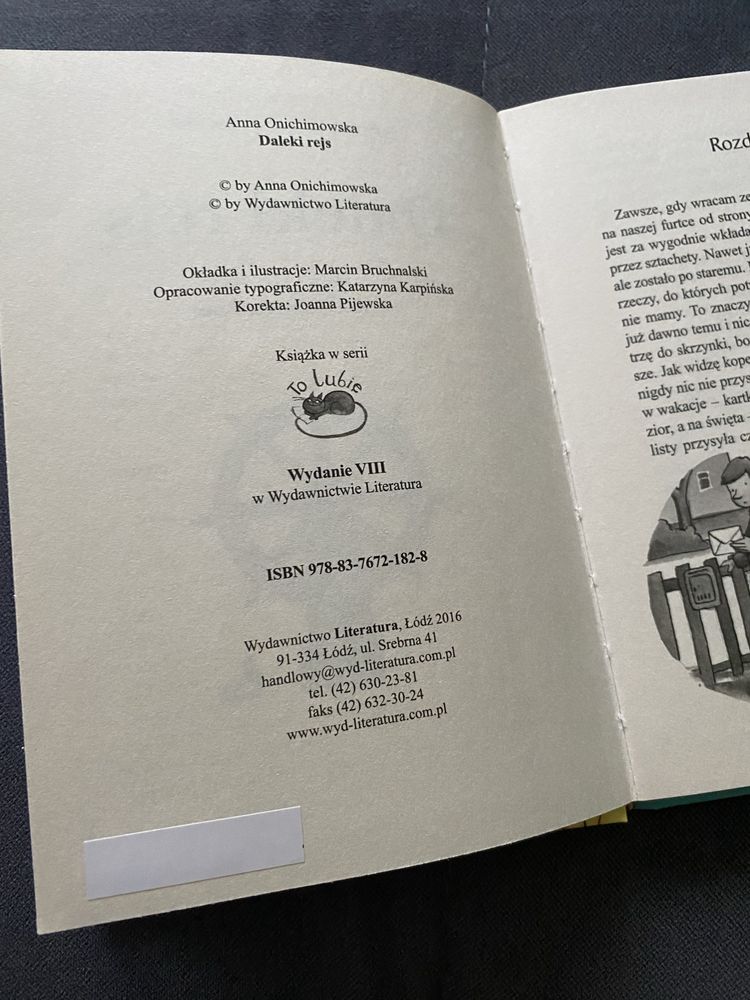 Anna Onichimowska
Daleki rejs
© by Anna Onichimowska
© by Wydawnictwo Literatura
Okładka i ilustracje: Marcin Bruchnalski
Opracowanie typograficzne: Katarzyna Karpińska
Korekta: Joanna Pijewska
Książka w serii
To lubię
Wydanie VIII
w Wydawnictwie Literatura
ISBN 978-83-7672-182-8
Wydawnictwo Literatura, Łódź 2016
91-334 Łódź, ul. Srebrna 41
handlowy@wyd-literatura.com.pl
tel. (42) 630-23-81
faks (42) 632-30-24
www.wyd-literatura.com.pl
Rozd
Zawsze, gdy wracam ze
na naszej furtce od strony
jest za wygodnie wkłada
przez sztachety. Nawet j
ale zostało po staremu.
rzeczy, do których pot
nie mamy. To znaczy
już dawno temu i nic
trzę do skrzynki, bo
sze. Jak widzę kope
nigdy nic nie przys
w wakacje – kartk
zior, a na święta –
listy przysyła cz